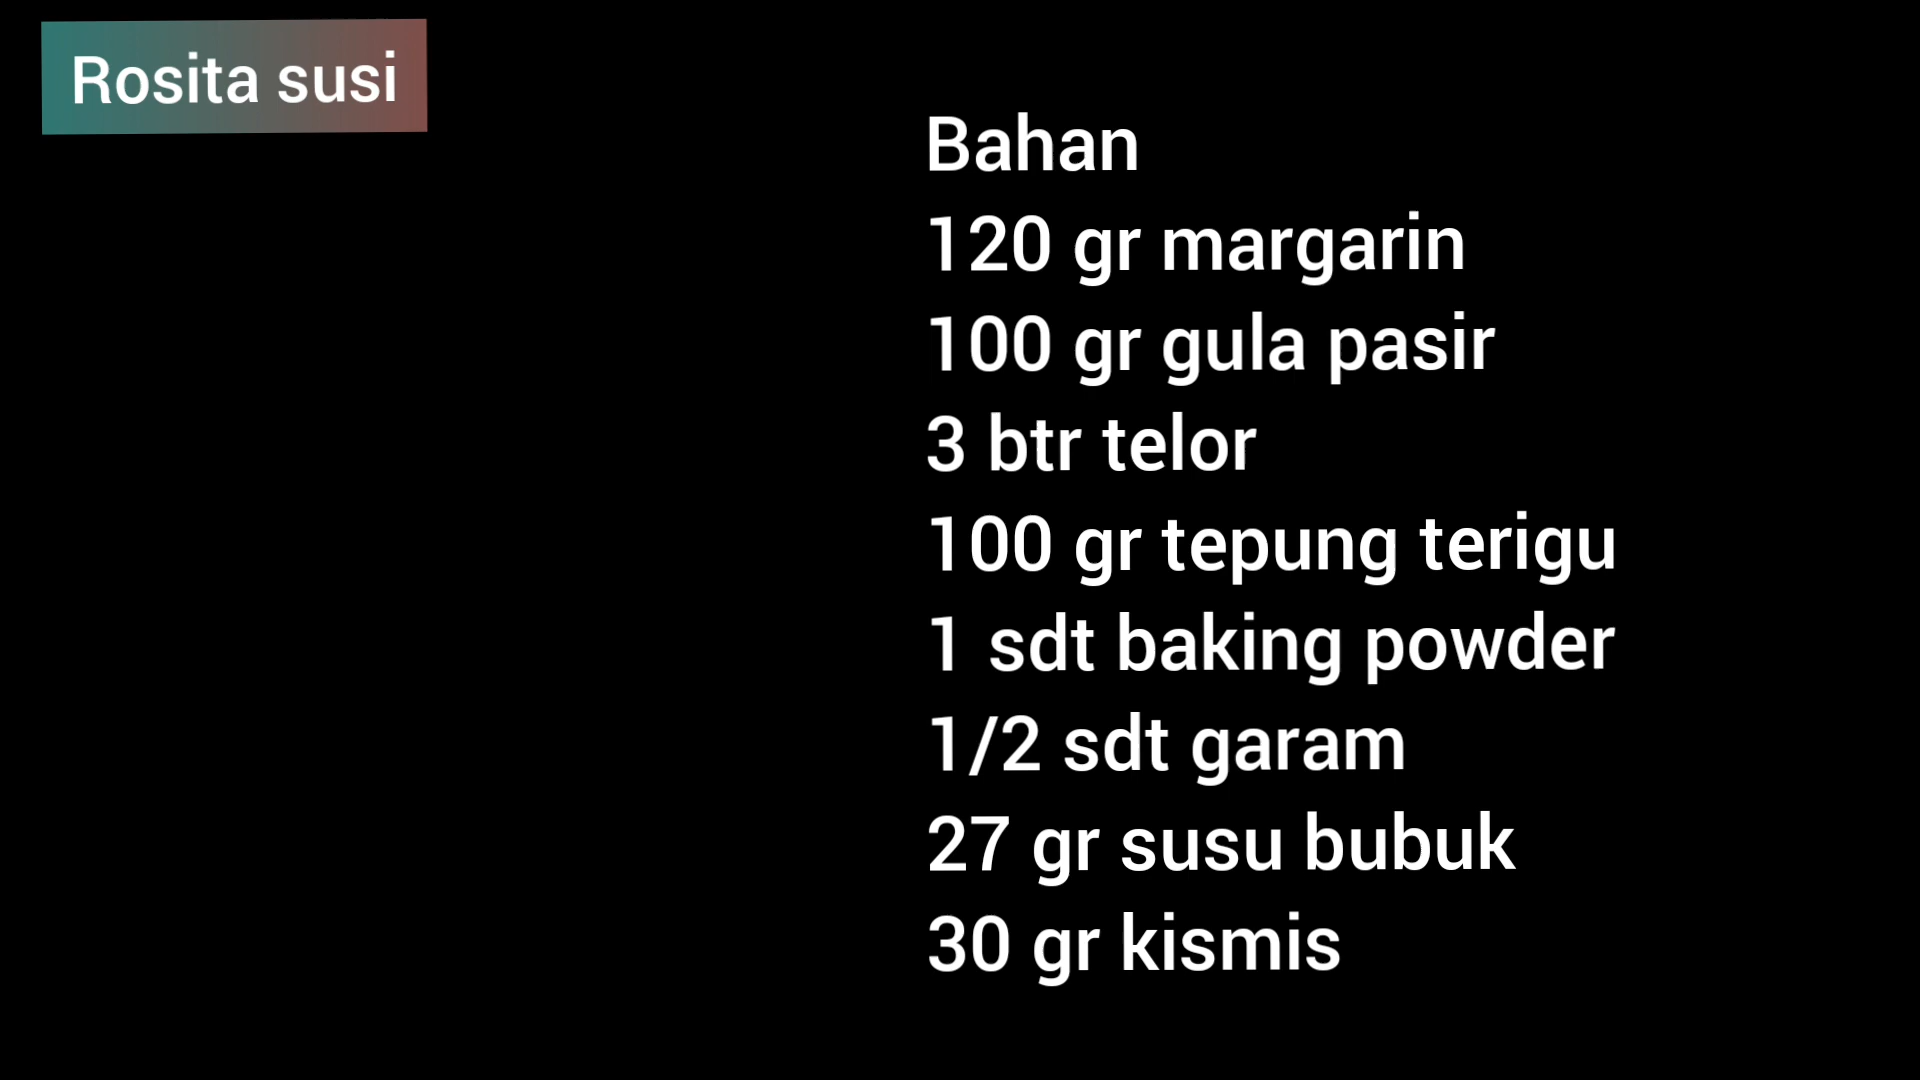 Rosita susi
Bahan
120 gr margarin
100 gr gula pasir
3 btr telor
100 gr tepung terigu
1 sdt baking powder
1/2 sdt garam
27 gr susu bubuk
30 gr kismis